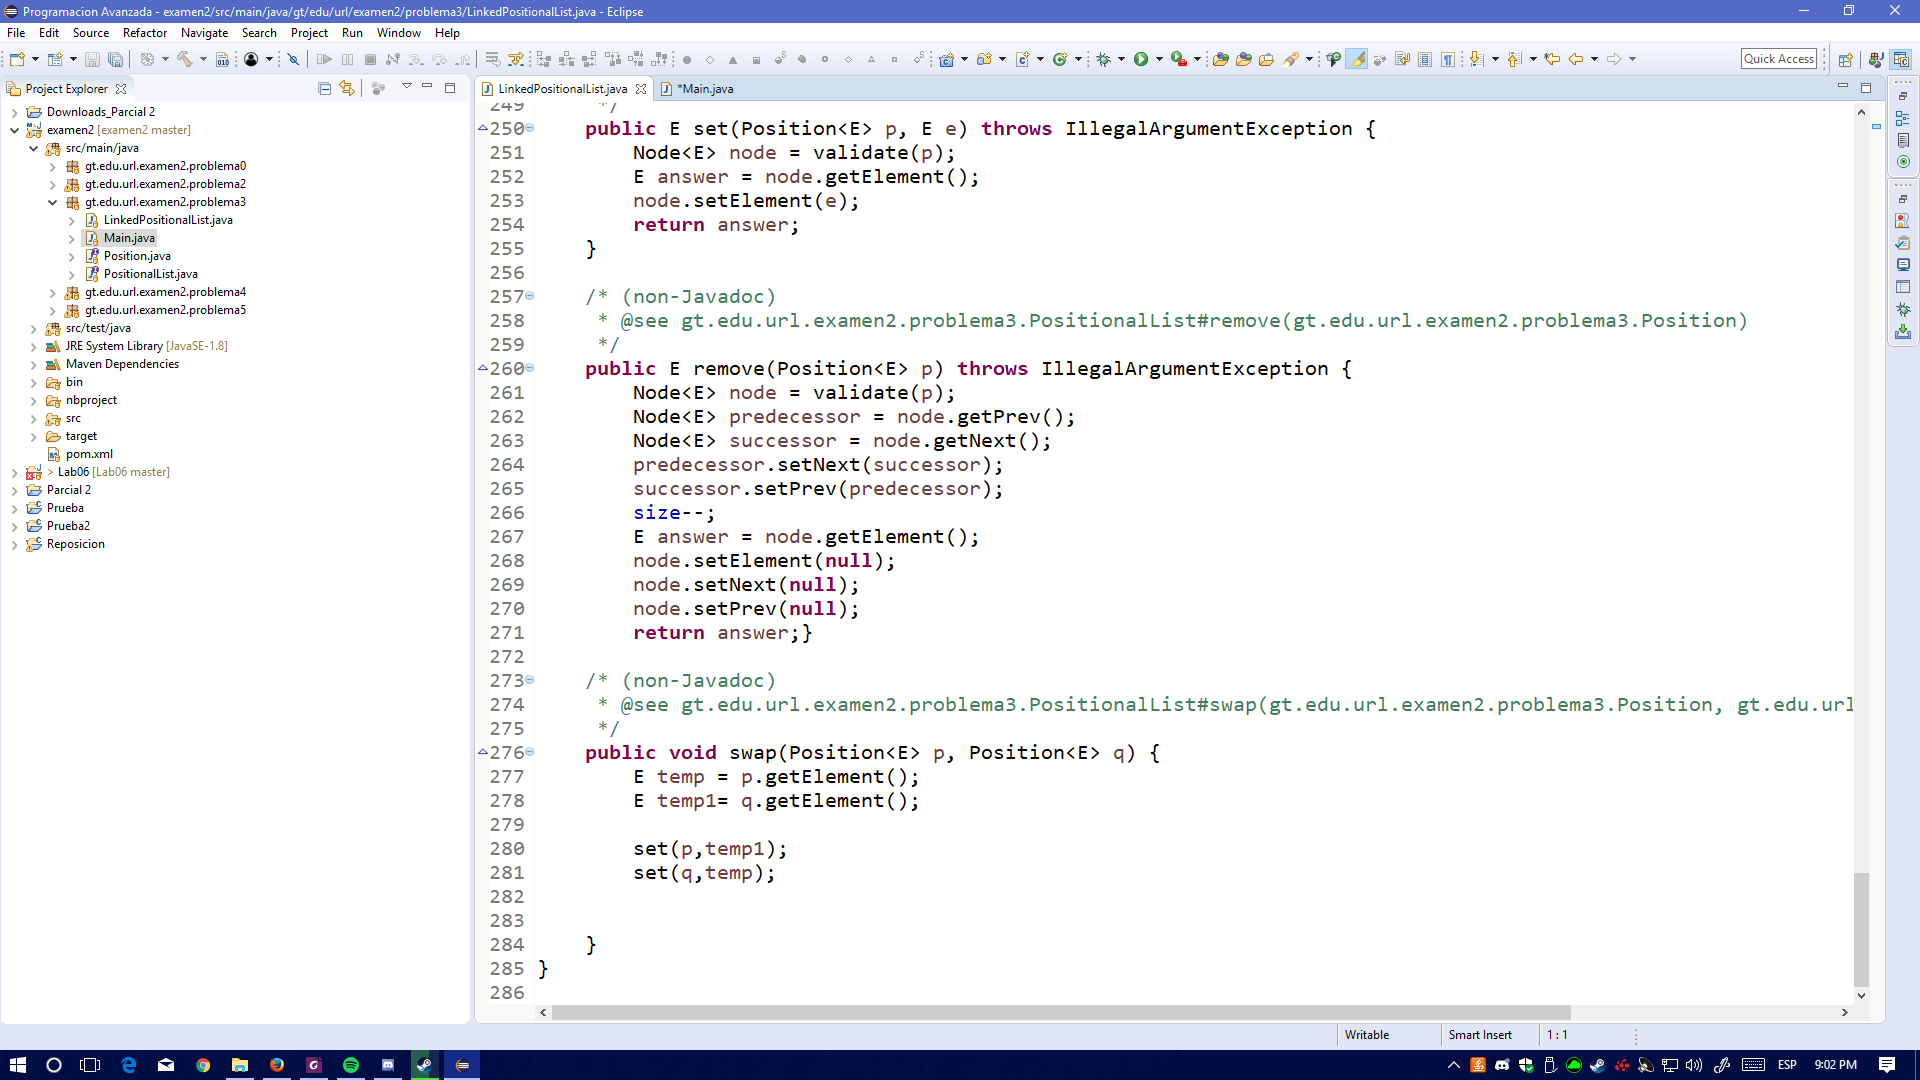 Programacion Avanzada - examen2/src/main/java/gt/edu/url/examen2/problema3/LinkedPositionalList.java - Eclipse
File Edit Source Refactor Navigate Search Project Run Window Help
Quick Access
Project Explorer
Downloads_Parcial 2
examen2 [examen2 master]
src/main/java
gt.edu.url.examen2.problema0
gt.edu.url.examen2.problema2
gt.edu.url.examen2.problema3
LinkedPositionalList.java
Main.java
Position.java
PositionalList.java
gt.edu.url.examen2.problema4
gt.edu.url.examen2.problema5
src/test/java
JRE System Library [JavaSE-1.8]
Maven Dependencies
bin
nbproject
src
target
pom.xml
> Lab06 [Lab06 master]
Parcial 2
Prueba
Prueba2
Reposicion
LinkedPositionalList.java *Main.java
249 */
250 public E set(Position<E> p, E e) throws IllegalArgumentException {
251 Node<E> node = validate(p);
252 E answer = node.getElement();
253 node.setElement(e);
254 return answer;
255 }
256
257 /* (non-Javadoc)
258 * @see gt.edu.url.examen2.problema3.PositionalList#remove(gt.edu.url.examen2.problema3.Position)
259 */
260 public E remove(Position<E> p) throws IllegalArgumentException {
261 Node<E> node = validate(p);
262 Node<E> predecessor = node.getPrev();
263 Node<E> successor = node.getNext();
264 predecessor.setNext(successor);
265 successor.setPrev(predecessor);
266 size--;
267 E answer = node.getElement();
268 node.setElement(null);
269 node.setNext(null);
270 node.setPrev(null);
271 return answer;}
272
273 /* (non-Javadoc)
274 * @see gt.edu.url.examen2.problema3.PositionalList#swap(gt.edu.url.examen2.problema3.Position, gt.edu.url
275 */
276 public void swap(Position<E> p, Position<E> q) {
277 E temp = p.getElement();
278 E temp1= q.getElement();
279
280 set(p,temp1);
281 set(q,temp);
282
283
284 }
285 }
286
Writable Smart Insert 1 : 1
ESP 9:02 PM